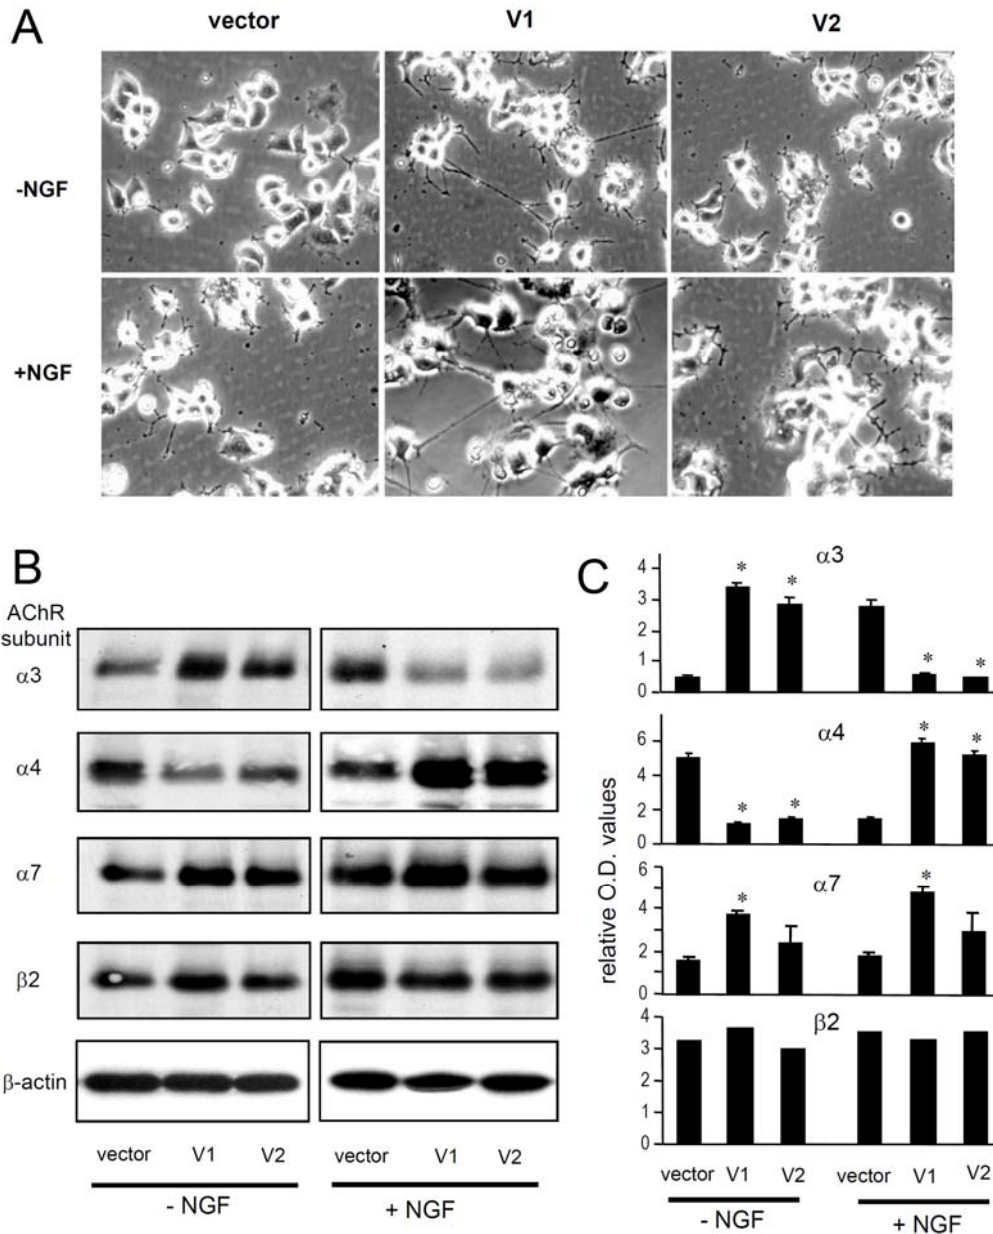 A
vector
V1
V2
-NGF
+NGF
B
AChR
subunit
α3
α4
α7
β2
β-actin
vector
V1
V2
vector
V1
V2
- NGF
+ NGF
C
relative O.D. values
α3
4
3
2
1
0
*
*
*
*
α4
6
4
2
0
*
*
*
*
α7
6
4
2
0
*
*
β2
4
3
2
1
0
vector
V1
V2
vector
V1
V2
- NGF
+ NGF